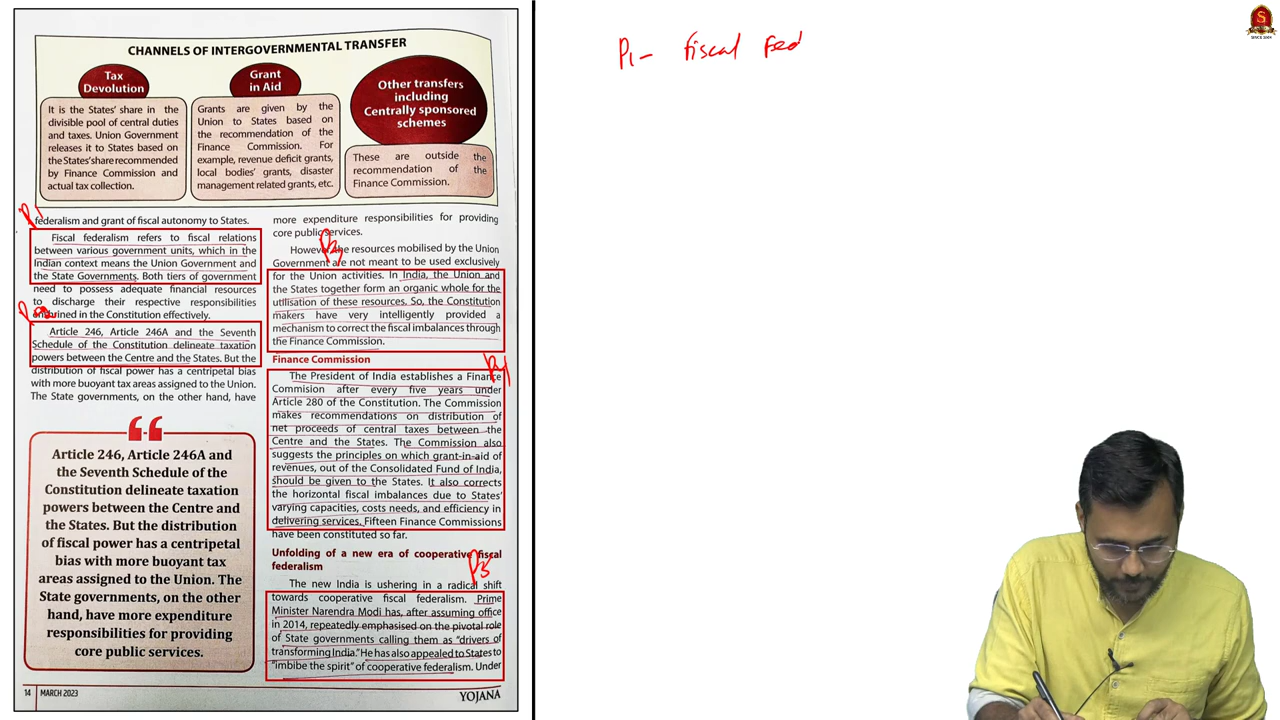 CHANNELS OF INTERGOVERNMENTAL TRANSFER
Tax
Devolution
It is the States' share in the
divisible pool of central duties
and taxes. Union Government
releases it to States based on
the States' share recommended
by Finance Commission and
actual tax collection.
Grant
in Aid
Grants are given by the
Union to States based on
the recommendation of the
Finance Commission. For
example, revenue deficit grants,
local bodies' grants, disaster
management related grants, etc.
Other transfers
including
Centrally sponsored
schemes
These are outside the
recommendation of the
Finance Commission.
P1
federalism and grant of fiscal autonomy to States.
Fiscal federalism refers to fiscal relations
between various government units, which in the
Indian context means the Union Government and
the State Governments. Both tiers of government
need to possess adequate financial resources
to discharge their respective responsibilities
enshrined in the Constitution effectively.
P2
Article 246, Article 246A and the Seventh
Schedule of the Constitution delineate taxation
powers between the Centre and the States. But the
distribution of fiscal power has a centripetal bias
with more buoyant tax areas assigned to the Union.
The State governments, on the other hand, have
Article 246, Article 246A and
the Seventh Schedule of the
Constitution delineate taxation
powers between the Centre and
the States. But the distribution
of fiscal power has a centripetal
bias with more buoyant tax
areas assigned to the Union. The
State governments, on the other
hand, have more expenditure
responsibilities for providing
core public services.
more expenditure responsibilities for providing
core public services.
P3
However, the resources mobilised by the Union
Government are not meant to be used exclusively
for the Union activities. In India, the Union and
the States together form an organic whole for the
utilisation of these resources. So, the Constitution
makers have very intelligently provided a
mechanism to correct the fiscal imbalances through
the Finance Commission.
Finance Commission
P4
The President of India establishes a Finance
Commision after every five years under
Article 280 of the Constitution. The Commission
makes recommendations on distribution of
net proceeds of central taxes between the
Centre and the States. The Commission also
suggests the principles on which grant-in-aid of
revenues, out of the Consolidated Fund of India,
should be given to the States. It also corrects
the horizontal fiscal imbalances due to States'
varying capacities, costs needs, and efficiency in
delivering services. Fifteen Finance Commissions
have been constituted so far.
Unfolding of a new era of cooperative fiscal
federalism
P5
The new India is ushering in a radical shift
towards cooperative fiscal federalism. Prime
Minister Narendra Modi has, after assuming office
in 2014, repeatedly emphasised on the pivotal role
of State governments calling them as "drivers of
transforming India." He has also appealed to States to
"imbibe the spirit" of cooperative federalism. Under
14 MARCH 2023
YOJANA
P1- fiscal Fed
S
SINCE 2004